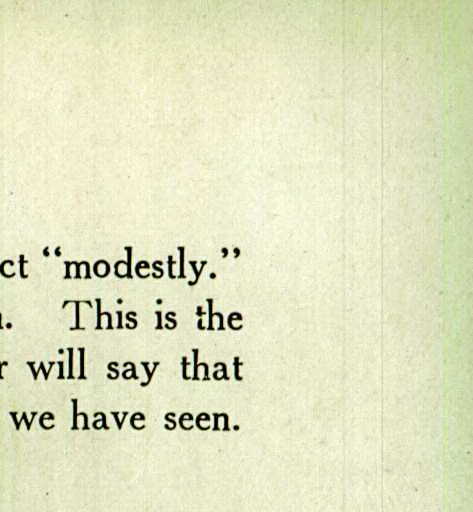 ct “modestly.”
. This is the
r will say that
we have seen.